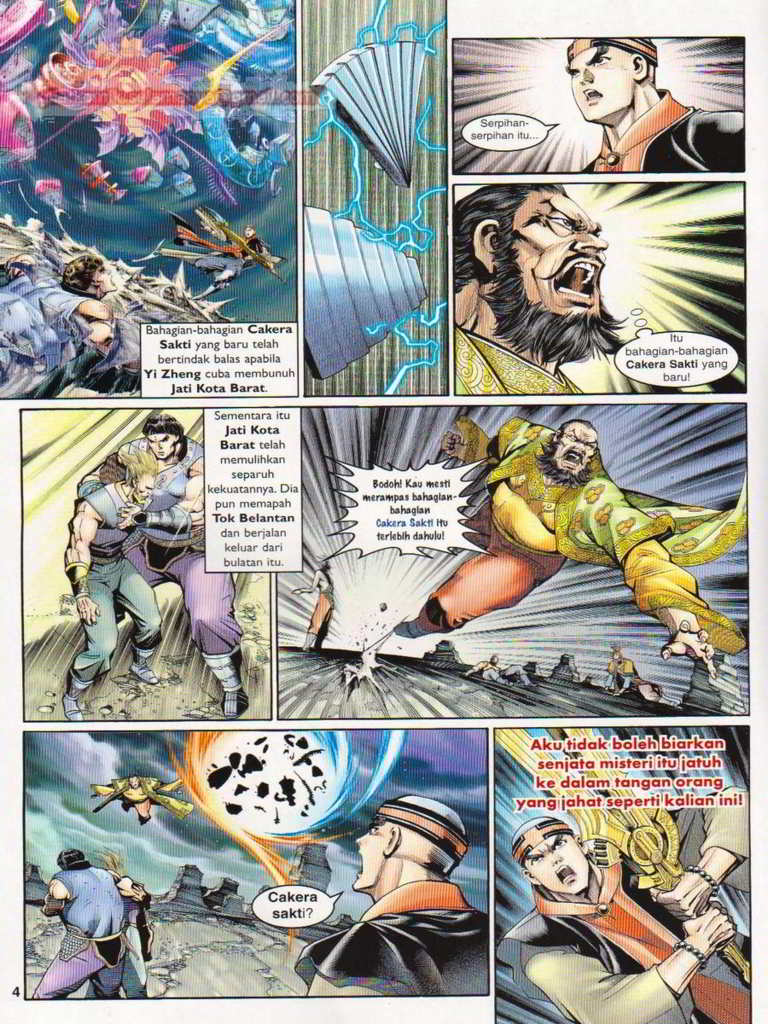 Bahagian-bahagian Cakera
Sakti yang baru telah
bertindak balas apabila
Yi Zheng cuba membunuh
Jati Kota Barat.
Serpihan-
serpihan itu...
Itu
bahagian-bahagian
Cakera Sakti yang
baru!
Sementara itu
Jati Kota
Barat telah
memulihkan
separuh
kekuatannya. Dia
pun memapah
Tok Belantan
dan berjalan
keluar dari
bulatan itu.
Bodoh! Kau mesti
merampas bahagian-
bahagian
Cakera Sakti itu
terlebih dahulu!
Cakera
sakti?
Aku tidak boleh biarkan
senjata misteri itu jatuh
ke dalam tangan orang
yang jahat seperti kalian ini!
4